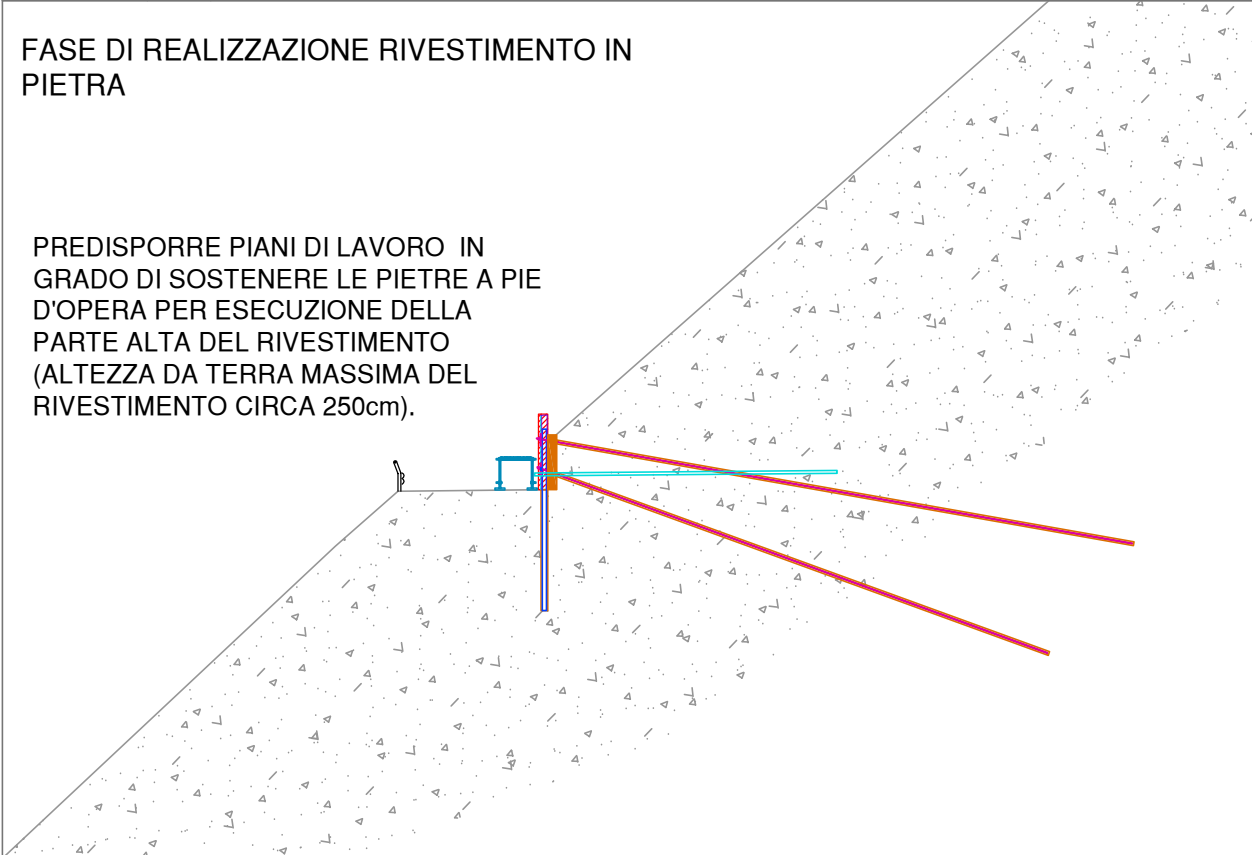 FASE DI REALIZZAZIONE RIVESTIMENTO IN
PIETRA
PREDISPORRE PIANI DI LAVORO  IN
GRADO DI SOSTENERE LE PIETRE A PIE
D'OPERA PER ESECUZIONE DELLA
PARTE ALTA DEL RIVESTIMENTO
(ALTEZZA DA TERRA MASSIMA DEL
RIVESTIMENTO CIRCA 250cm).